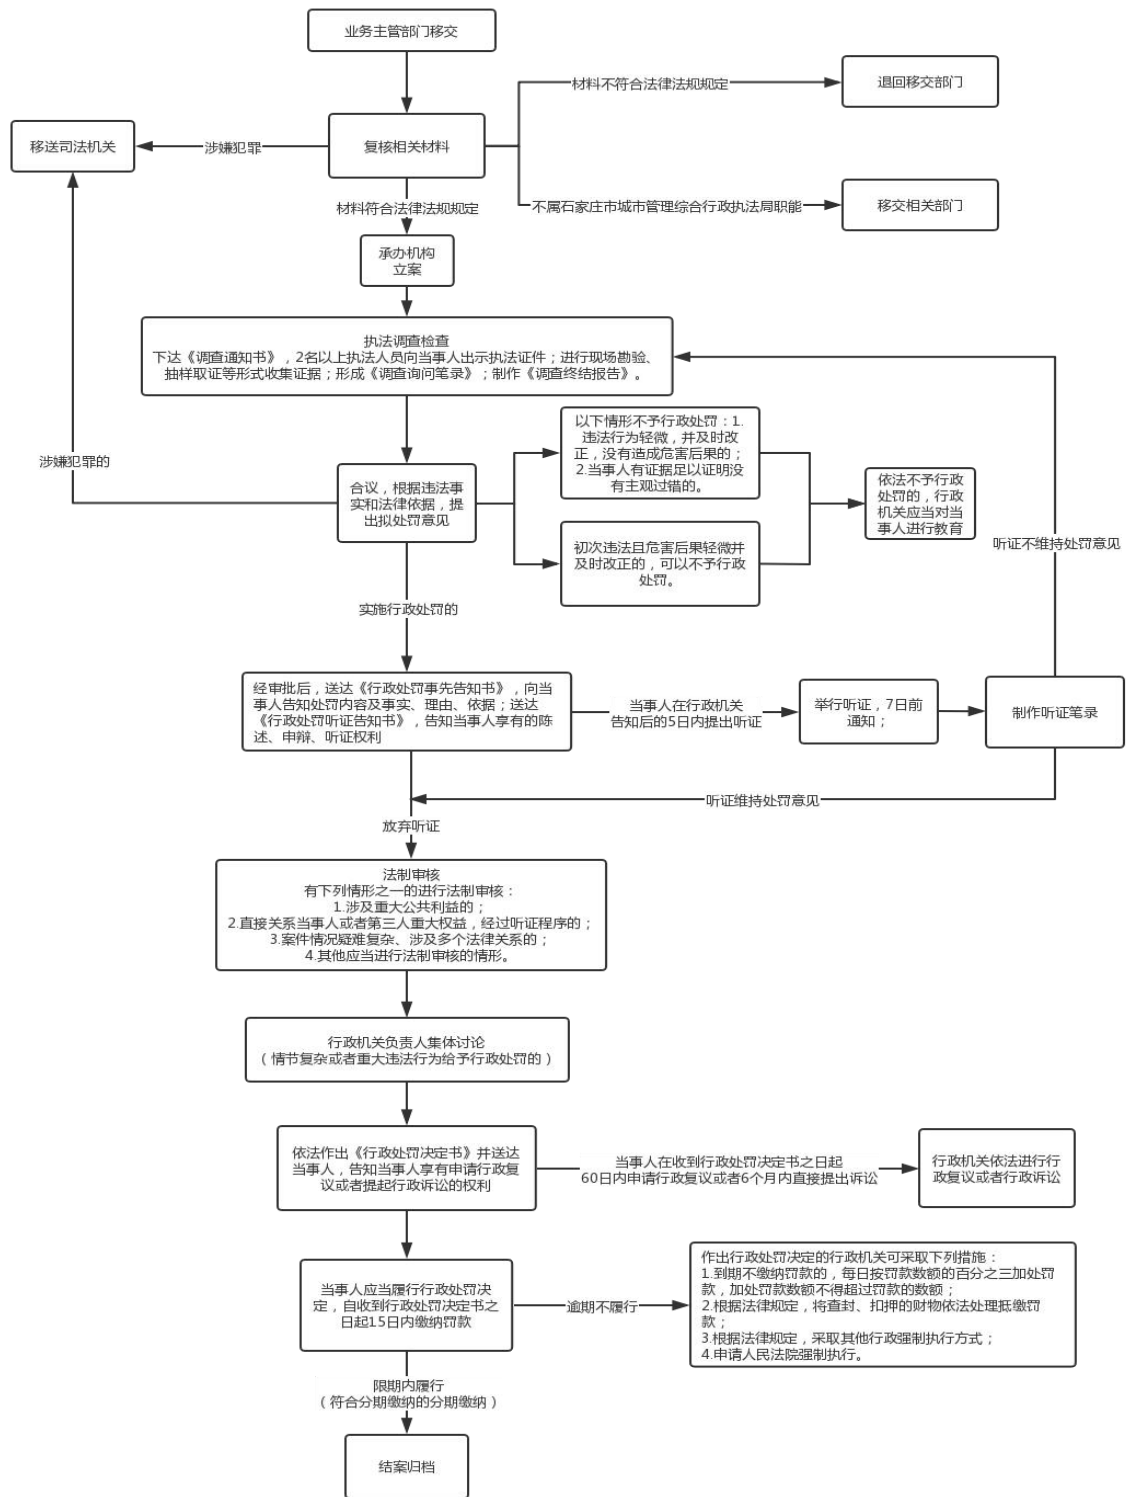 业务主管部门移交
材料不符合法律法规规定
退回移交部门
移送司法机关
涉嫌犯罪
复核相关材料
不属石家庄市城市管理综合行政执法局职能
移交相关部门
材料符合法律法规规定
承办机构
立案
执法调查检查
下达《调查通知书》，2名以上执法人员向当事人出示执法证件；进行现场勘验、
抽样取证等形式收集证据；形成《调查询问笔录》；制作《调查终结报告》。
涉嫌犯罪的
合议，根据违法事
实和法律依据，提
出拟处罚意见
以下情形不予行政处罚：1.
违法行为轻微，并及时改
正，没有造成危害后果的；
2.当事人有证据足以证明没
有主观过错的。
初次违法且危害后果轻微并
及时改正的，可以不予行政
处罚。
依法不予行政
处罚的，行政
机关应当对当
事人进行教育
听证不维持处罚意见
实施行政处罚的
经审批后，送达《行政处罚事先告知书》，向当
事人告知处罚内容及事实、理由、依据；送达
《行政处罚听证告知书》，告知当事人享有的陈
述、申辩、听证权利
当事人在行政机关
告知后的5日内提出听证
举行听证，7日前
通知；
制作听证笔录
听证维持处罚意见
放弃听证
法制审核
有下列情形之一的进行法制审核：
1.涉及重大公共利益的；
2.直接关系当事人或者第三人重大权益，经过听证程序的；
3.案件情况疑难复杂、涉及多个法律关系的；
4.其他应当进行法制审核的情形。
行政机关负责人集体讨论
（情节复杂或者重大违法行为给予行政处罚的）
依法作出《行政处罚决定书》并送达
当事人，告知当事人享有申请行政复
议或者提起行政诉讼的权利
当事人在收到行政处罚决定书之日起
60日内申请行政复议或者6个月内直接提出诉讼
行政机关依法进行行
政复议或者行政诉讼
当事人应当履行行政处罚决
定，自收到行政处罚决定书之
日起15日内缴纳罚款
逾期不履行
作出行政处罚决定的行政机关可采取下列措施：
1.到期不缴纳罚款的，每日按罚款数额的百分之三加处罚
款，加处罚款数额不得超过罚款的数额；
2.根据法律规定，将查封、扣押的财物依法处理抵缴罚
款；
3.根据法律规定，采取其他行政强制执行方式；
4.申请人民法院强制执行。
限期内履行
（符合分期缴纳的分期缴纳）
结案归档